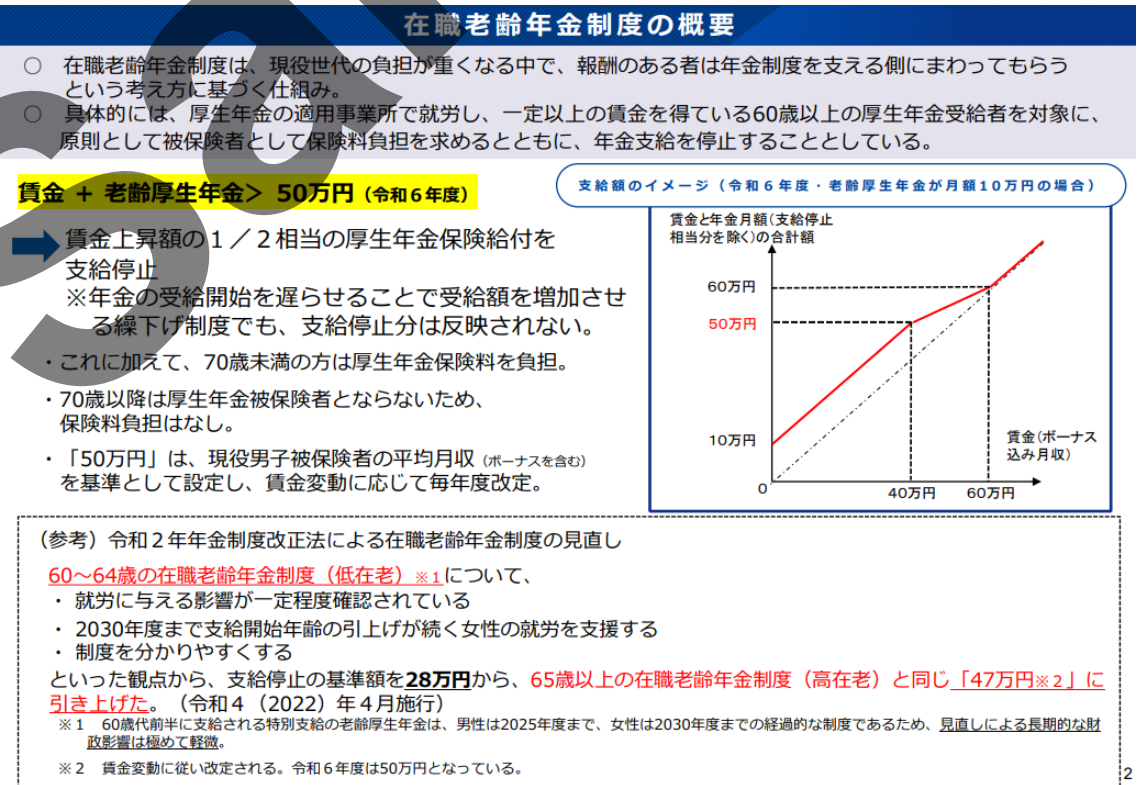 在職老齢年金制度の概要
○ 在職老齢年金制度は、現役世代の負担が重くなる中で、報酬のある者は年金制度を支える側にまわってもらう
という考え方に基づく仕組み。
○ 具体的には、厚生年金の適用事業所で就労し、一定以上の賃金を得ている60歳以上の厚生年金受給者を対象に、
原則として被保険者として保険料負担を求めるとともに、年金支給を停止することとしている。
賃金 + 老齢厚生年金> 50万円（令和6年度）
賃金上昇額の1／2相当の厚生年金保険給付を
支給停止
※年金の受給開始を遅らせることで受給額を増加させ
る繰下げ制度でも、支給停止分は反映されない。
・これに加えて、70歳未満の方は厚生年金保険料を負担。
・70歳以降は厚生年金被保険者とならないため、
保険料負担はなし。
・「50万円」は、現役男子被保険者の平均月収（ボーナスを含む）
を基準として設定し、賃金変動に応じて毎年度改定。
支給額のイメージ（令和6年度・老齢厚生年金が月額10万円の場合）
賃金と年金月額(支給停止
相当分を除く)の合計額
60万円
50万円
10万円
賃金(ボーナス
込み月収)
0
40万円
60万円
（参考）令和2年年金制度改正法による在職老齢年金制度の見直し
60～64歳の在職老齢年金制度（低在老）※1について、
・ 就労に与える影響が一定程度確認されている
・ 2030年度まで支給開始年齢の引上げが続く女性の就労を支援する
・ 制度を分かりやすくする
といった観点から、支給停止の基準額を28万円から、65歳以上の在職老齢年金制度（高在老）と同じ「47万円※2」に
引き上げた。（令和4（2022）年4月施行）
※1 60歳代前半に支給される特別支給の老齢厚生年金は、男性は2025年度まで、女性は2030年度までの経過的な制度であるため、見直しによる長期的な財
政影響は極めて軽微。
※2 賃金変動に従い改定される。令和6年度は50万円となっている。
2